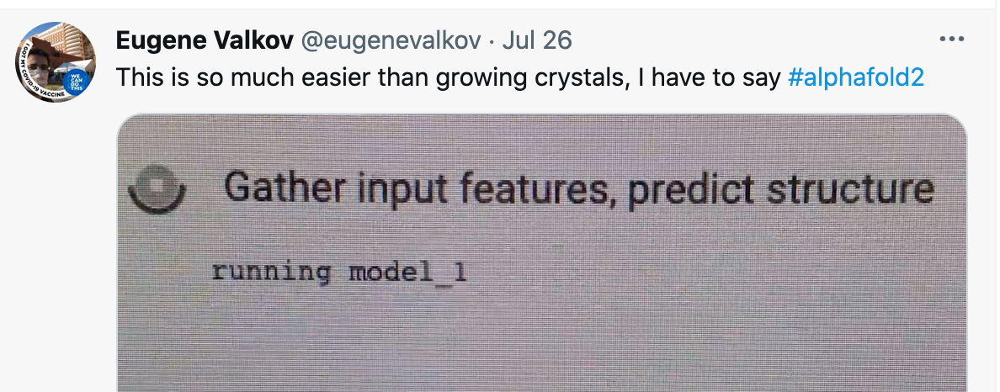 Eugene Valkov @eugenevalkov · Jul 26
This is so much easier than growing crystals, I have to say #alphafold2
I GOT MY COVID-19 VACCINE
WE CAN DO THIS
Gather input features, predict structure
running model_1